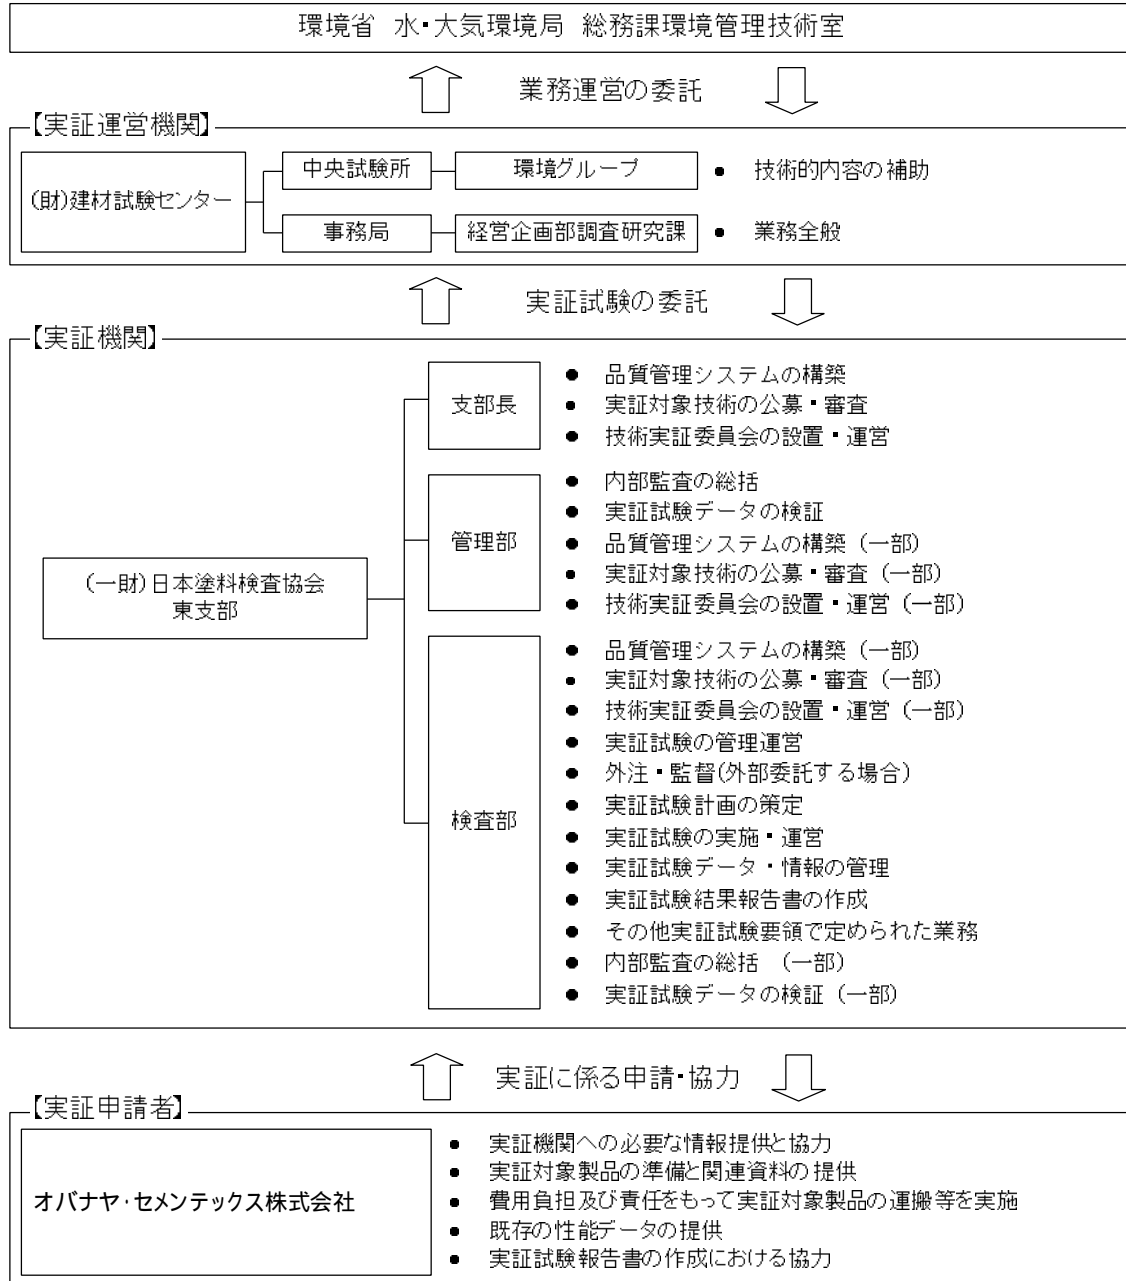 環境省 水・大気環境局 総務課環境管理技術室
業務運営の委託
【実証運営機関】
(財)建材試験センター
中央試験所
環境グループ
● 技術的内容の補助
事務局
経営企画部調査研究課
● 業務全般
実証試験の委託
【実証機関】
(一財)日本塗料検査協会
東支部
支部長
● 品質管理システムの構築
● 実証対象技術の公募・審査
● 技術実証委員会の設置・運営
管理部
● 内部監査の総括
● 実証試験データの検証
● 品質管理システムの構築（一部）
● 実証対象技術の公募・審査（一部）
● 技術実証委員会の設置・運営（一部）
検査部
● 品質管理システムの構築（一部）
● 実証対象技術の公募・審査（一部）
● 技術実証委員会の設置・運営（一部）
● 実証試験の管理運営
● 外注・監督(外部委託する場合)
● 実証試験計画の策定
● 実証試験の実施・運営
● 実証試験データ・情報の管理
● 実証試験結果報告書の作成
● その他実証試験要領で定められた業務
● 内部監査の総括 （一部）
● 実証試験データの検証（一部）
実証に係る申請・協力
【実証申請者】
オバナヤ・セメンテックス株式会社
● 実証機関への必要な情報提供と協力
● 実証対象製品の準備と関連資料の提供
● 費用負担及び責任をもって実証対象製品の運搬等を実施
● 既存の性能データの提供
● 実証試験報告書の作成における協力